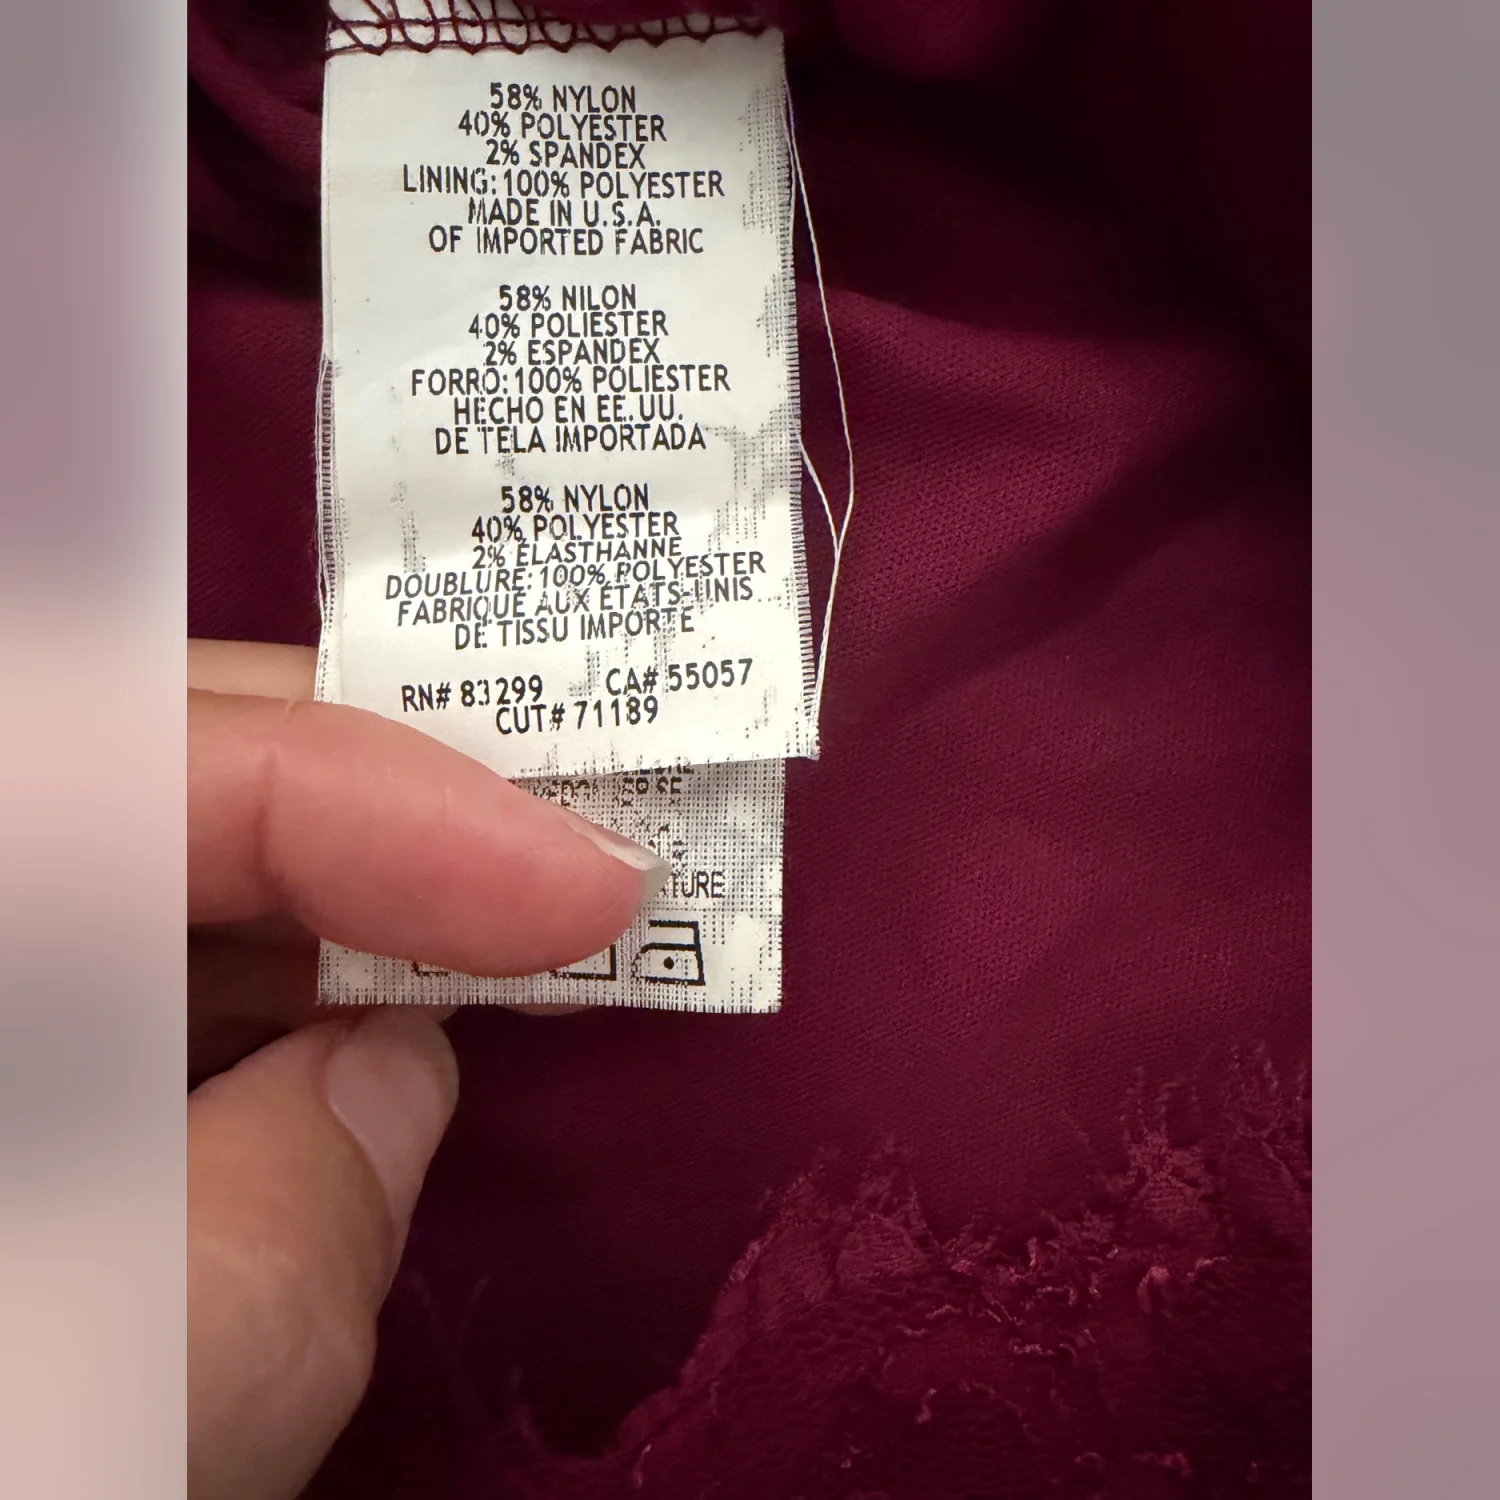 58% NYLON
40% POLYESTER
2% SPANDEX
LINING: 100% POLYESTER
MADE IN U.S.A.
OF IMPORTED FABRIC
58% NILON
40% POLIESTER
2% ESPANDEX
FORRO: 100% POLIESTER
HECHO EN EE.UU.
DE TELA IMPORTADA
58% NYLON
40% POLYESTER
2% ÉLASTHANNE
DOUBLURE: 100% POLYESTER
FABRIQUÉ AUX ÉTATS-UNIS
DE TISSU IMPORTE
RN# 83299 CA# 55057
CUT# 71189